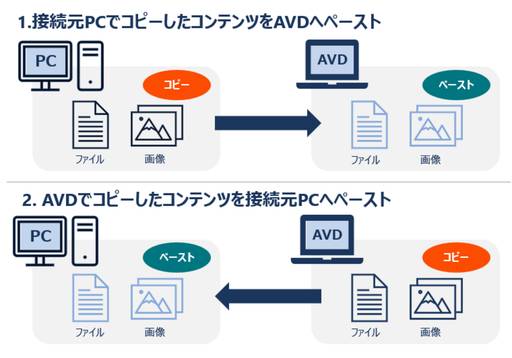 1.接続元PCでコピーしたコンテンツをAVDへペースト
PC
コピー
ファイル
画像
AVD
ペースト
ファイル
画像
2. AVDでコピーしたコンテンツを接続元PCへペースト
PC
ペースト
ファイル
画像
AVD
コピー
ファイル
画像